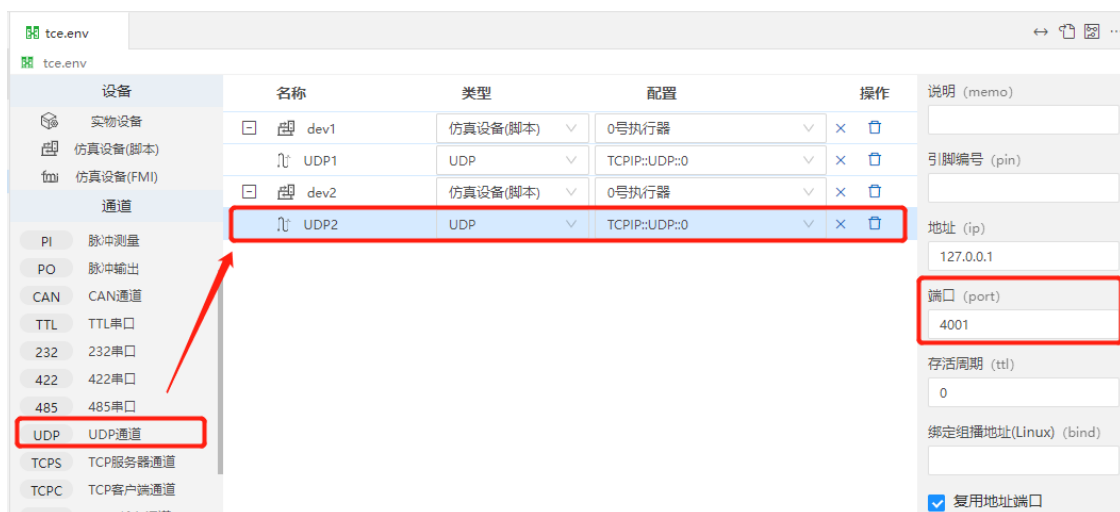 tce.env
tce.env
设备
实物设备
仿真设备(脚本)
fmi 仿真设备(FMI)
通道
PI 脉冲测量
PO 脉冲输出
CAN CAN通道
TTL TTL串口
232 232串口
422 422串口
485 485串口
UDP UDP通道
TCPS TCP服务器通道
TCPC TCP客户端通道
名称 类型 配置 操作
dev1 仿真设备(脚本) 0号执行器
UDP1 UDP TCPIP::UDP::0
dev2 仿真设备(脚本) 0号执行器
UDP2 UDP TCPIP::UDP::0
说明 (memo)
引脚编号 (pin)
地址 (ip)
127.0.0.1
端口 (port)
4001
存活周期 (ttl)
0
绑定组播地址(Linux) (bind)
复用地址端口